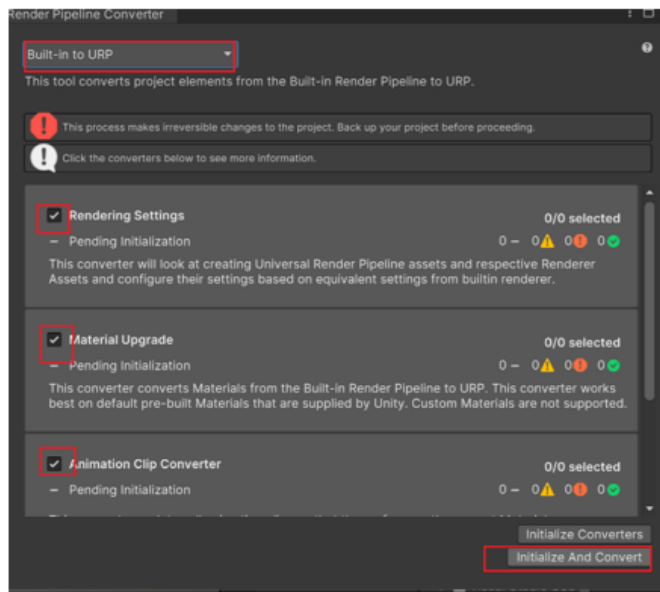 Render Pipeline Converter
Built-in to URP
This tool converts project elements from the Built-in Render Pipeline to URP.
This process makes irreversible changes to the project. Back up your project before proceeding.
Click the converters below to see more information.
Rendering Settings 0/0 selected
– Pending Initialization 0 – 0 0 0
This converter will look at creating Universal Render Pipeline assets and respective Renderer
Assets and configure their settings based on equivalent settings from builtin renderer.
Material Upgrade 0/0 selected
– Pending Initialization 0 – 0 0 0
This converter converts Materials from the Built-in Render Pipeline to URP. This converter works
best on default pre-built Materials that are supplied by Unity. Custom Materials are not supported.
Animation Clip Converter 0/0 selected
– Pending Initialization 0 – 0 0 0
Initialize Converters
Initialize And Convert